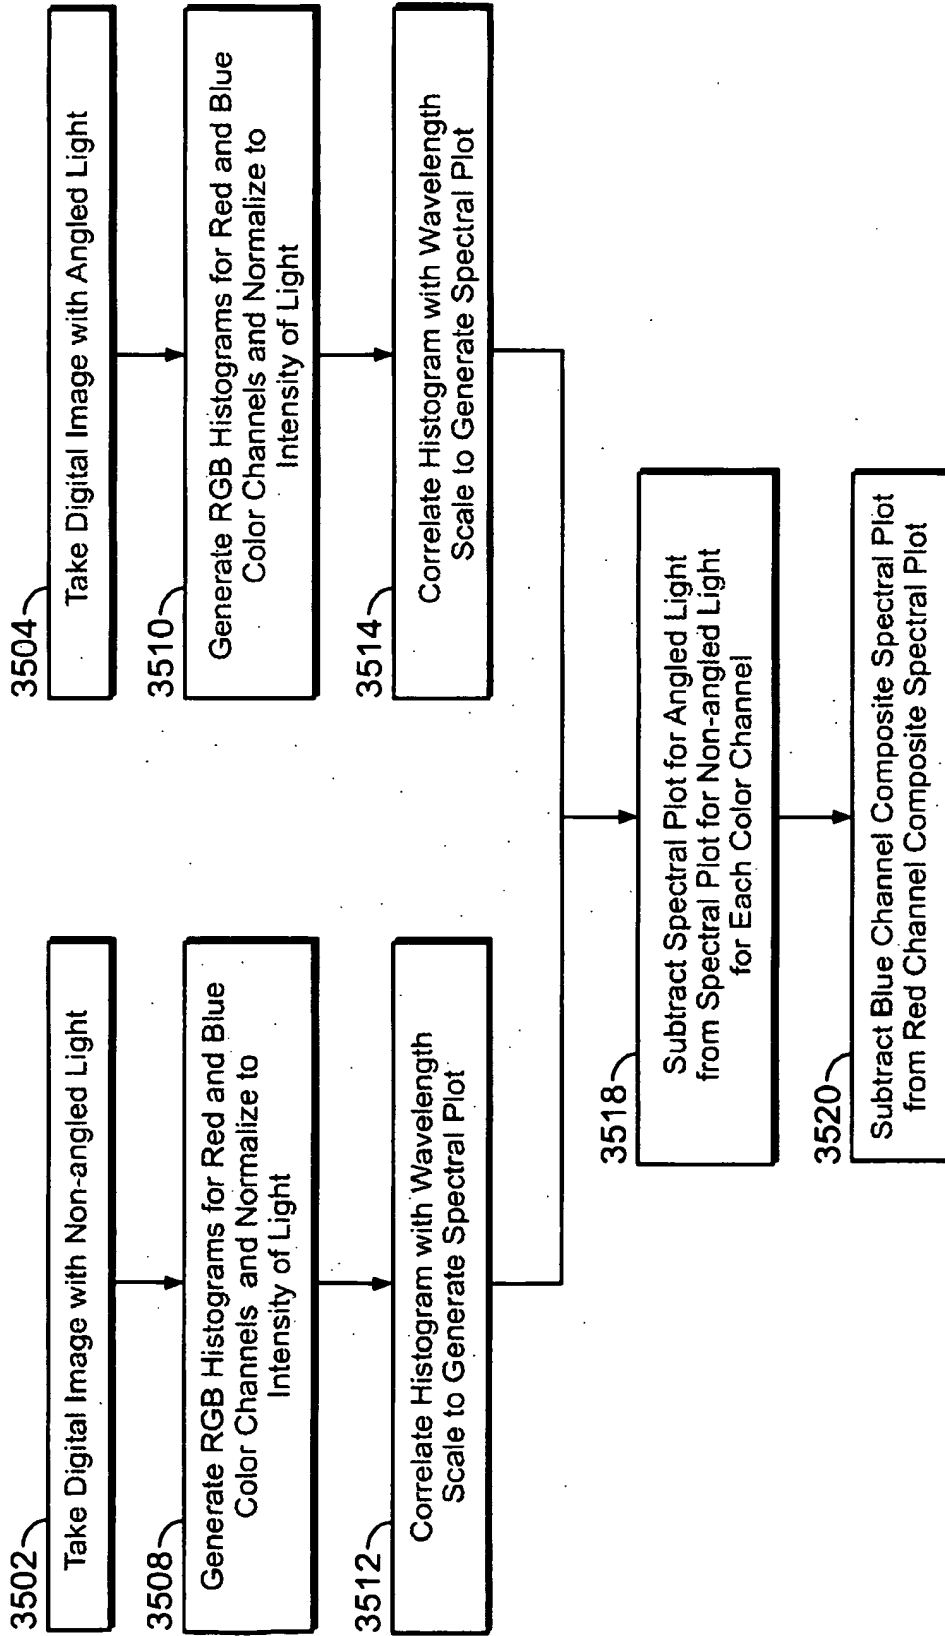 3502
Take Digital Image with Non-angled Light
3508
Generate RGB Histograms for Red and Blue
Color Channels and Normalize to
Intensity of Light
3512
Correlate Histogram with Wavelength
Scale to Generate Spectral Plot
3504
Take Digital Image with Angled Light
3510
Generate RGB Histograms for Red and Blue
Color Channels and Normalize to
Intensity of Light
3514
Correlate Histogram with Wavelength
Scale to Generate Spectral Plot
3518
Subtract Spectral Plot for Angled Light
from Spectral Plot for Non-angled Light
for Each Color Channel
3520
Subtract Blue Channel Composite Spectral Plot
from Red Channel Composite Spectral Plot